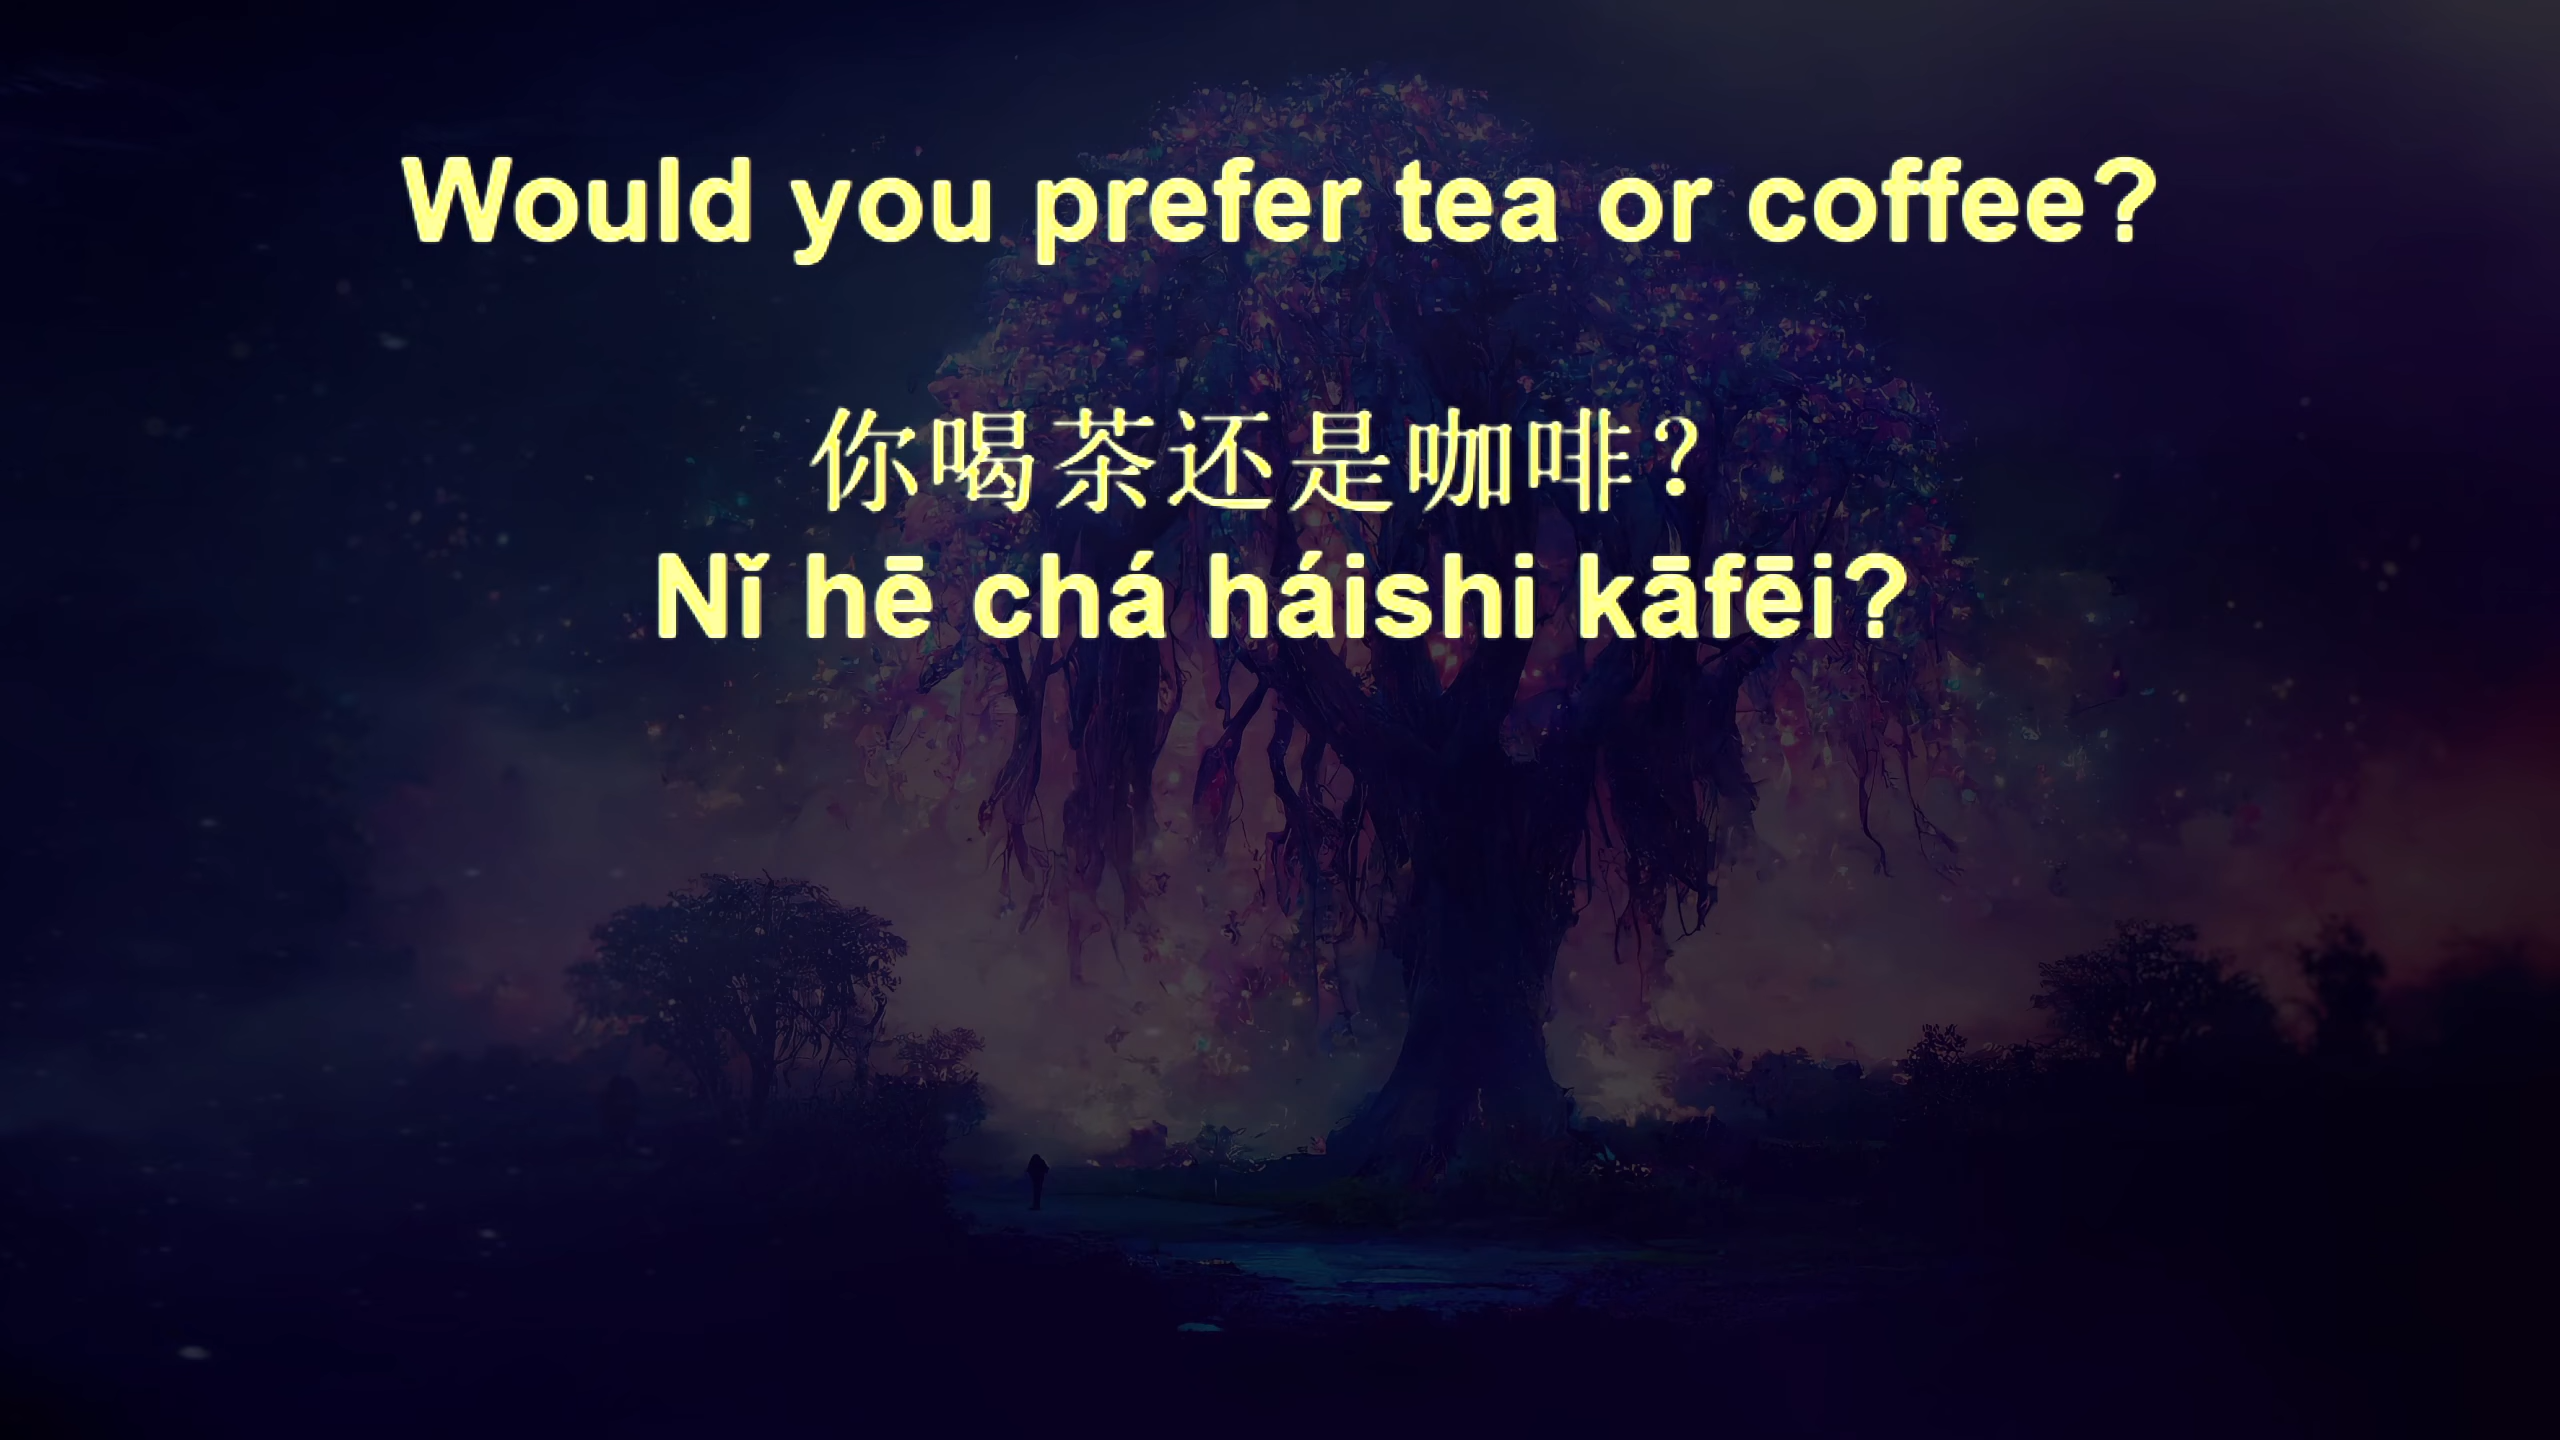 Would you prefer tea or coffee?
你喝茶还是咖啡？
Nǐ hē chá háishi kāfēi?